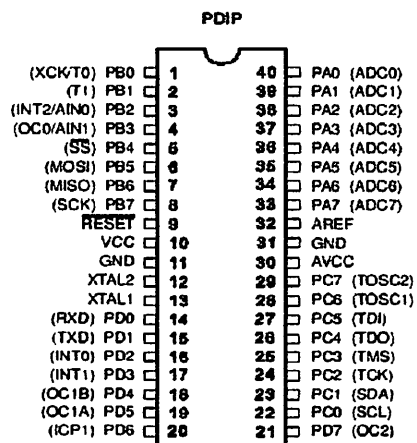 PDIP
(XCK/T0) PB0 1 40 PA0 (ADC0)
(T1) PB1 2 39 PA1 (ADC1)
(INT2/AIN0) PB2 3 38 PA2 (ADC2)
(OC0/AIN1) PB3 4 37 PA3 (ADC3)
(SS) PB4 5 36 PA4 (ADC4)
(MOSI) PB5 6 35 PA5 (ADC5)
(MISO) PB6 7 34 PA6 (ADC6)
(SCK) PB7 8 33 PA7 (ADC7)
RESET 9 32 AREF
VCC 10 31 GND
GND 11 30 AVCC
XTAL2 12 29 PC7 (TOSC2)
XTAL1 13 28 PC6 (TOSC1)
(RXD) PD0 14 27 PC5 (TDI)
(TXD) PD1 15 26 PC4 (TDO)
(INT0) PD2 16 25 PC3 (TMS)
(INT1) PD3 17 24 PC2 (TCK)
(OC1B) PD4 18 23 PC1 (SDA)
(OC1A) PD5 19 22 PC0 (SCL)
(ICP1) PD6 20 21 PD7 (OC2)